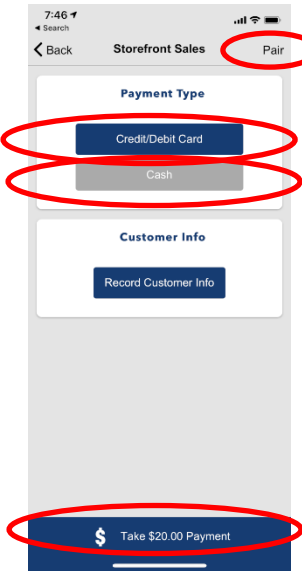 7:46
Search
Back Storefront Sales Pair
Payment Type
Credit/Debit Card
Cash
Customer Info
Record Customer Info
$ Take $20.00 Payment